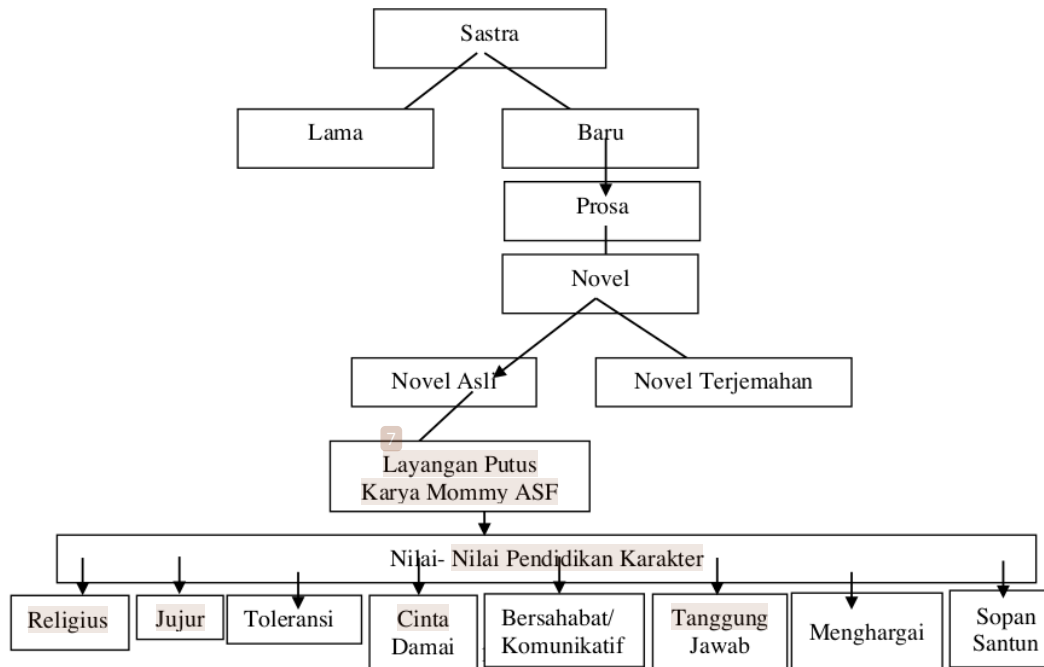 Sastra
Lama
Baru
Prosa
Novel
Novel Asli
Novel Terjemahan
7
Layangan Putus
Karya Mommy ASF
Nilai- Nilai Pendidikan Karakter
Religius
Jujur
Toleransi
Cinta
Damai
Bersahabat/
Komunikatif
Tanggung
Jawab
Menghargai
Sopan
Santun